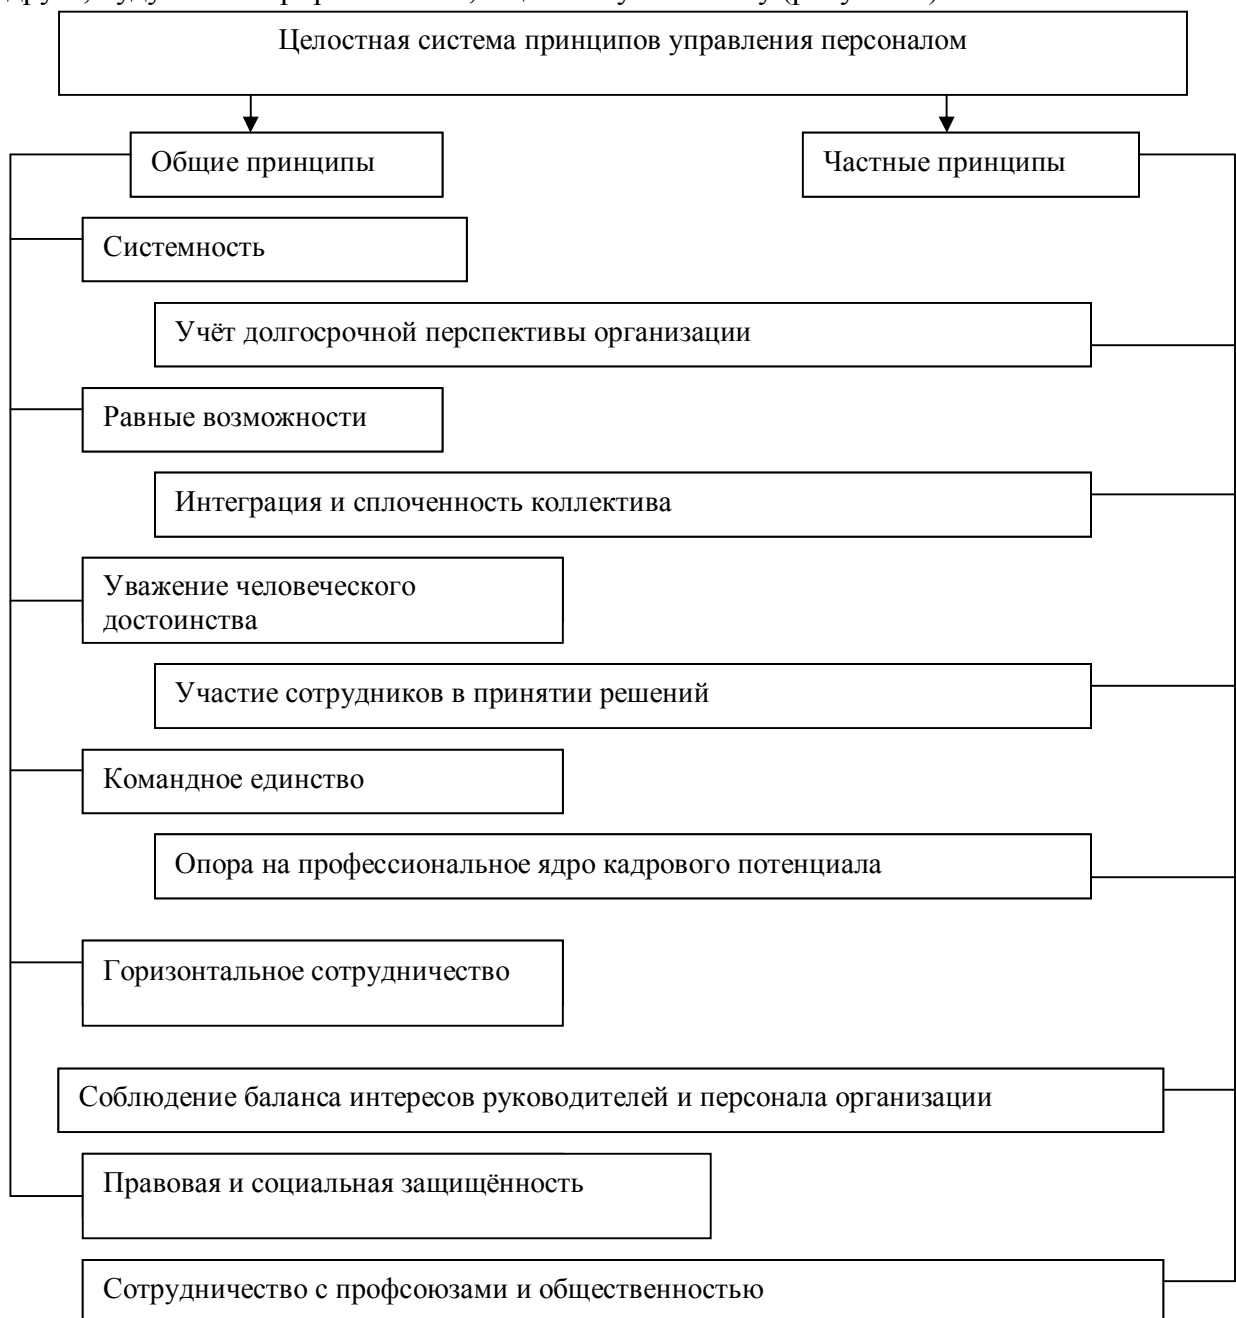 Целостная система принципов управления персоналом
Общие принципы
Частные принципы
Системность
Учёт долгосрочной перспективы организации
Равные возможности
Интеграция и сплоченность коллектива
Уважение человеческого
достоинства
Участие сотрудников в принятии решений
Командное единство
Опора на профессиональное ядро кадрового потенциала
Горизонтальное сотрудничество
Соблюдение баланса интересов руководителей и персонала организации
Правовая и социальная защищённость
Сотрудничество с профсоюзами и общественностью